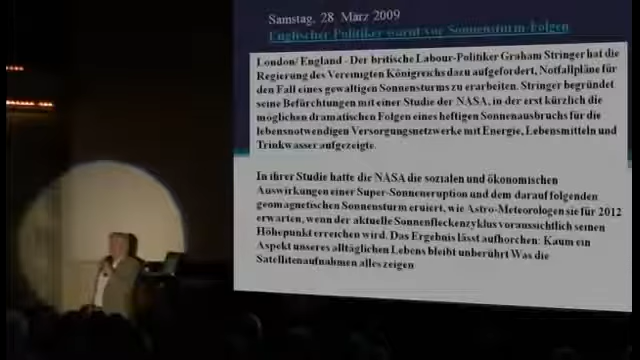 Samstag, 28 März 2009
Englischer Politiker warnt vor Sonnensturm-Folgen
London/ England - Der britische Labour-Politiker Graham Stringer hat die
Regierung des Vereinigten Königreichs dazu aufgefordert, Notfallpläne für
den Fall eines gewaltigen Sonnensturms zu erarbeiten. Stringer begründet
seine Befürchtungen mit einer Studie der NASA, in der erst kürzlich die
möglichen dramatischen Folgen eines heftigen Sonnenausbruchs für die
lebensnotwendigen Versorgungsnetzwerke mit Energie, Lebensmitteln und
Trinkwasser aufgezeigte.
In ihrer Studie hatte die NASA die sozialen und ökonomischen
Auswirkungen einer Super-Sonneneruption und dem darauf folgenden
geomagnetischen Sonnensturm eruiert, wie Astro-Meteorologen sie für 2012
erwarten, wenn der aktuelle Sonnenfleckenzyklus voraussichtlich seinen
Höhepunkt erreichen wird. Das Ergebnis lässt aufhorchen: Kaum ein
Aspekt unseres alltäglichen Lebens bleibt unberührt Was die
Satellitenaufnahmen alles zeigen